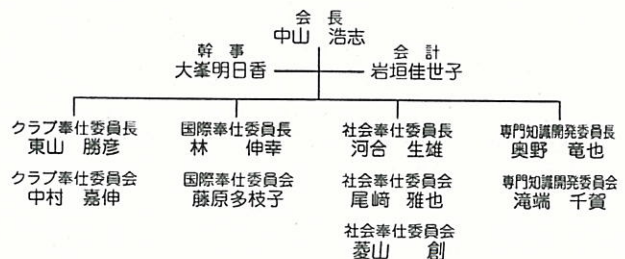 会　長
中山　浩志
幹　事
大峯明日香
会　計
岩垣佳世子
クラブ奉仕委員長
東山　勝彦
国際奉仕委員長
林　　伸幸
社会奉仕委員長
河合　生雄
専門知識開発委員長
奥野　竜也
クラブ奉仕委員会
中村　嘉伸
国際奉仕委員会
藤原多枝子
社会奉仕委員会
尾﨑　雅也
専門知識開発委員会
滝端　千賀
社会奉仕委員会
菱山　　創